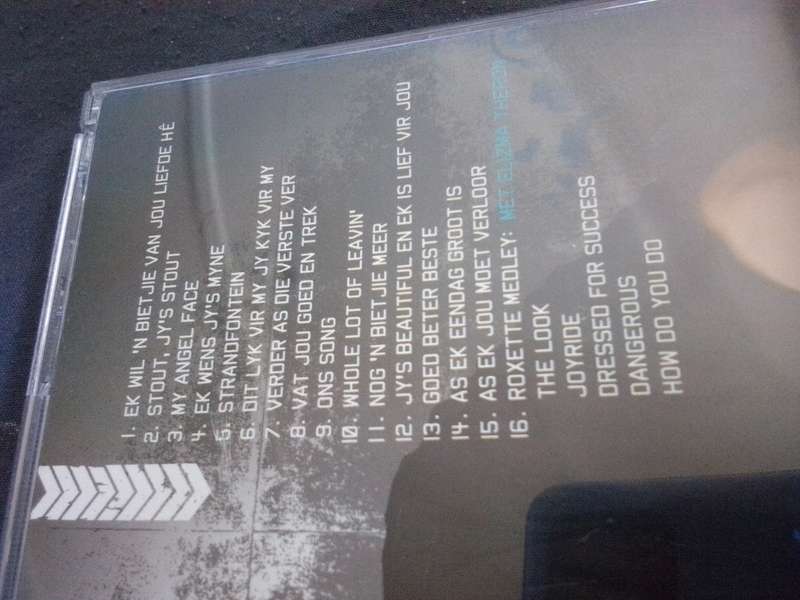 1. EK WIL 'N BIETJIE VAN JOU LIEFDE HÊ
2. STOUT, JY'S STOUT
3. MY ANGEL FACE
4. EK WENS JY'S MYNE
5. STRANDFONTEIN
6. DIT LYK VIR MY JY KYK VIR MY
7. VERDER AS DIE VERSTE VER
8. VAT JOU GOED EN TREK
9. ONS SONG
10. WHOLE LOT OF LEAVIN'
11. NOG 'N BIETJIE MEER
12. JY'S BEAUTIFUL EN EK IS LIEF VIR JOU
13. GOED BETER BESTE
14. AS EK EENDAG GROOT IS
15. AS EK JOU MOET VERLOOR
16. ROXETTE MEDLEY: MET ELIZMA THERON
THE LOOK
JOYRIDE
DRESSED FOR SUCCESS
DANGEROUS
HOW DO YOU DO